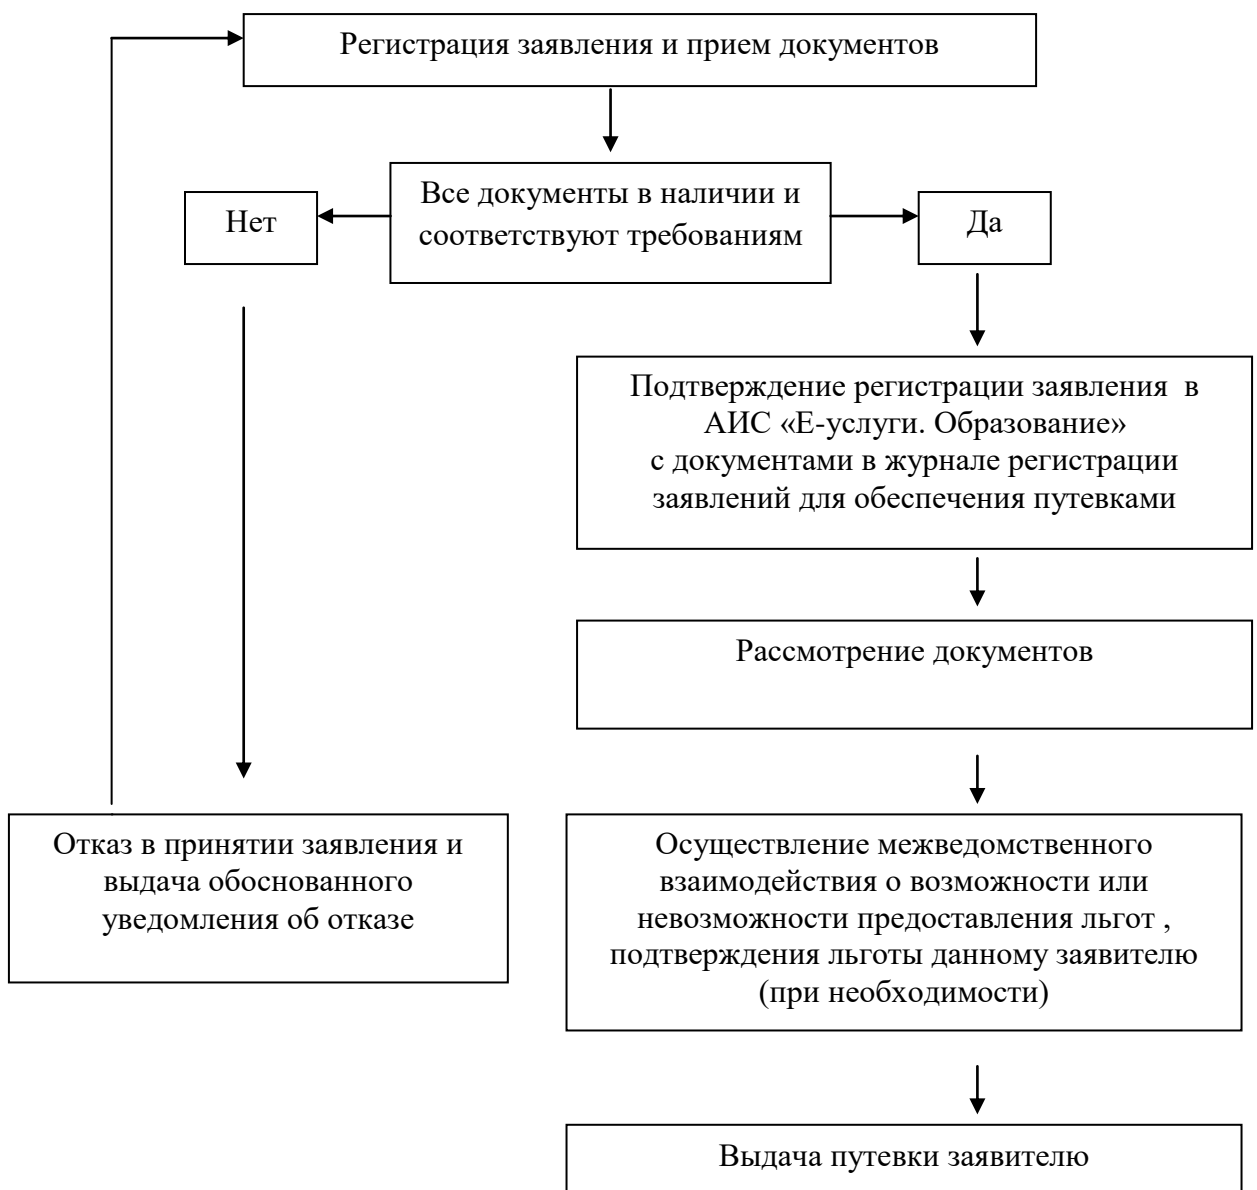 Регистрация заявления и прием документов
Все документы в наличии и
соответствуют требованиям
Нет
Да
Подтверждение регистрации заявления в
АИС «Е-услуги. Образование»
с документами в журнале регистрации
заявлений для обеспечения путевками
Рассмотрение документов
Отказ в принятии заявления и
выдача обоснованного
уведомления об отказе
Осуществление межведомственного
взаимодействия о возможности или
невозможности предоставления льгот ,
подтверждения льготы данному заявителю
(при необходимости)
Выдача путевки заявителю